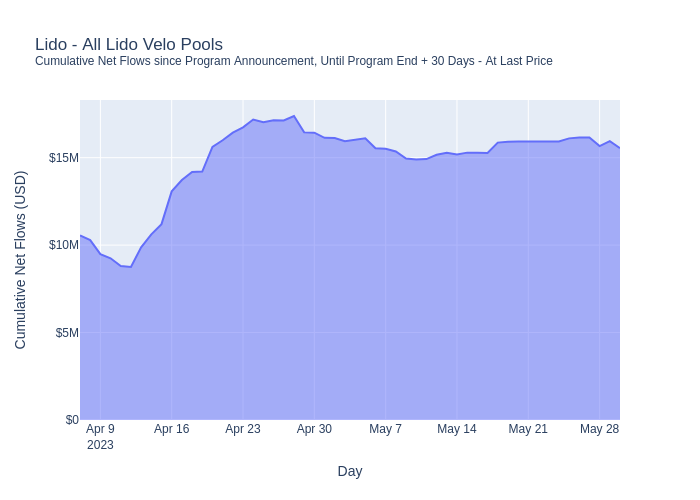 Lido - All Lido Velo Pools
Cumulative Net Flows since Program Announcement, Until Program End + 30 Days - At Last Price
Cumulative Net Flows (USD)
$15M
$10M
$5M
$0
Apr 9 Apr 16 Apr 23 Apr 30 May 7 May 14 May 21 May 28
2023
Day